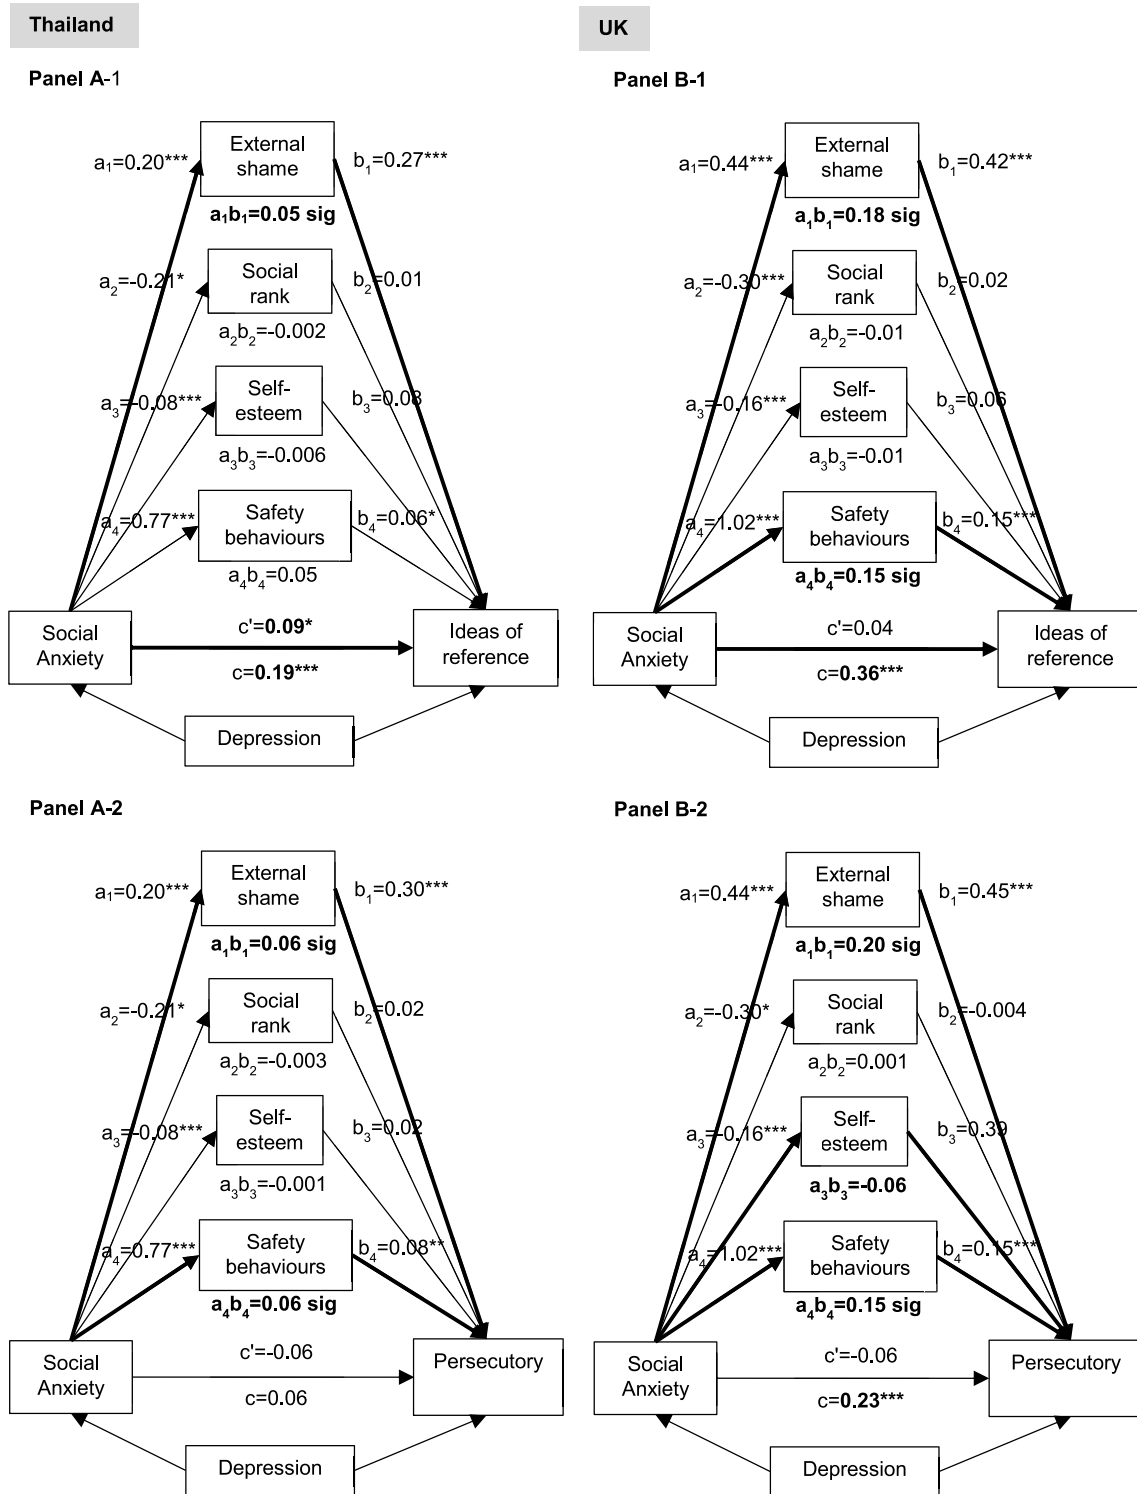 Thailand
Panel A-1
External
shame
a₁=0.20***
b₁=0.27***
a₁b₁=0.05 sig
Social
rank
a₂=-0.21*
b₂=0.01
a₂b₂=-0.002
Self-
esteem
a₃=-0.08***
b₃=0.08
a₃b₃=-0.006
Safety
behaviours
a₄=0.77***
b₄=0.06*
a₄b₄=0.05
Social
Anxiety
c'=0.09*
c=0.19***
Ideas of
reference
Depression
UK
Panel B-1
External
shame
a₁=0.44***
b₁=0.42***
a₁b₁=0.18 sig
Social
rank
a₂=-0.30***
b₂=0.02
a₂b₂=-0.01
Self-
esteem
a₃=-0.16***
b₃=0.06
a₃b₃=-0.01
Safety
behaviours
a₄=1.02***
b₄=0.15***
a₄b₄=0.15 sig
Social
Anxiety
c'=0.04
c=0.36***
Ideas of
reference
Depression
Panel A-2
External
shame
a₁=0.20***
b₁=0.30***
a₁b₁=0.06 sig
Social
rank
a₂=-0.21*
b₂=0.02
a₂b₂=-0.003
Self-
esteem
a₃=-0.08***
b₃=0.02
a₃b₃=-0.001
Safety
behaviours
a₄=0.77***
b₄=0.08**
a₄b₄=0.06 sig
Social
Anxiety
c'=-0.06
c=0.06
Persecutory
Depression
Panel B-2
External
shame
a₁=0.44***
b₁=0.45***
a₁b₁=0.20 sig
Social
rank
a₂=-0.30*
b₂=-0.004
a₂b₂=0.001
Self-
esteem
a₃=-0.16***
b₃=0.39
a₃b₃=-0.06
Safety
behaviours
a₄=1.02***
b₄=0.15***
a₄b₄=0.15 sig
Social
Anxiety
c'=-0.06
c=0.23***
Persecutory
Depression